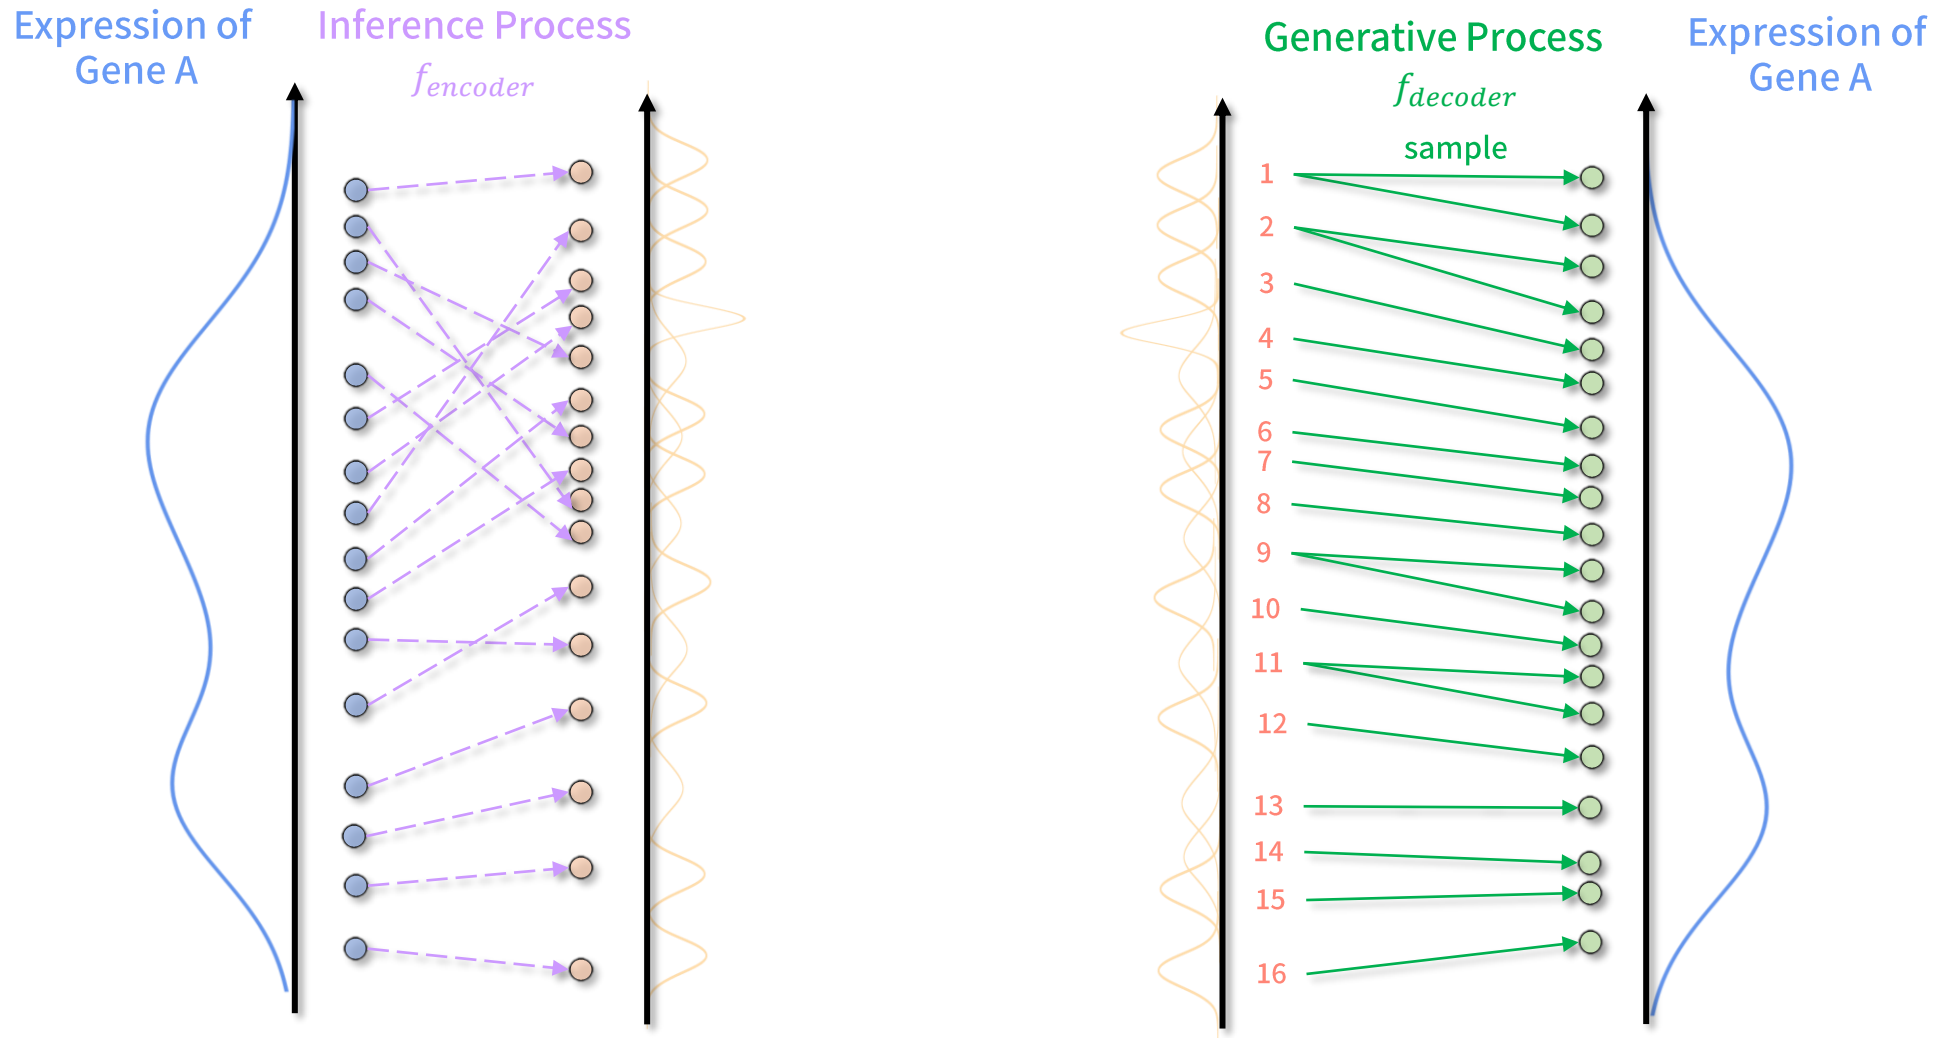 Expression of
Gene A
Inference Process
f_encoder
Generative Process
f_decoder
sample
Expression of
Gene A
1
2
3
4
5
6
7
8
9
10
11
12
13
14
15
16